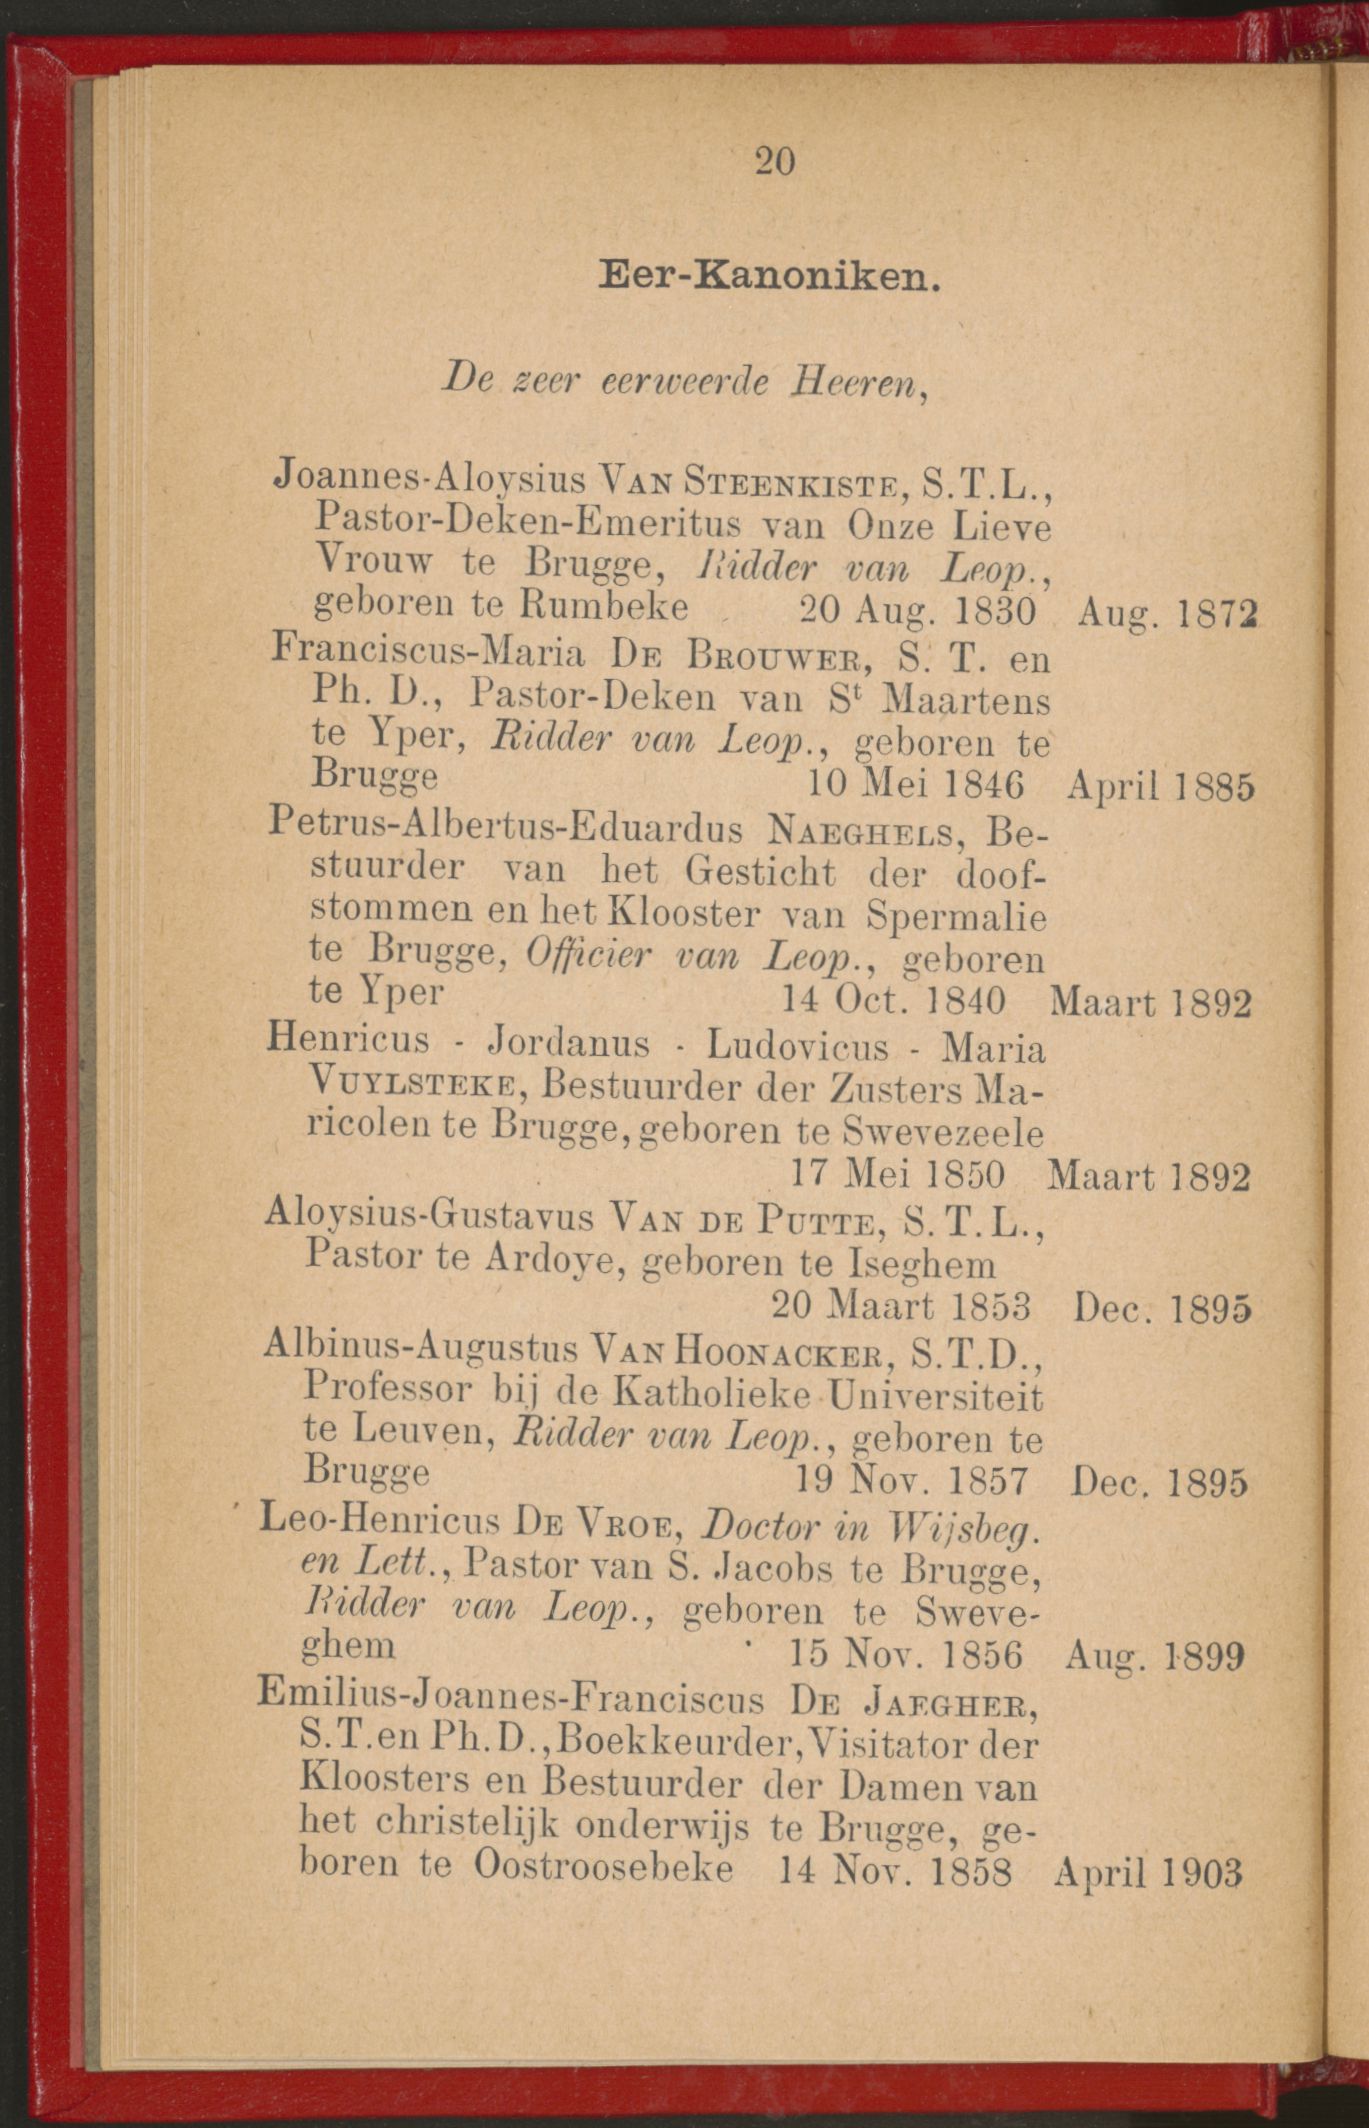 20
Eer-Kanoniken.
De zeer eerweerde Heeren,
Joannes-Aloysius VAN STEENKISTE, S.T.L.,
Pastor-Deken-Emeritus van Onze Lieve
Vrouw te Brugge, Ridder van Leop.,
geboren te Rumbeke 20 Aug. 1830 Aug. 1872
Franciscus-Maria DE BROUWER, S. T. en
Ph. D., Pastor-Deken van St Maartens
te Yper, Ridder van Leop., geboren te
Brugge 10 Mei 1846 April 1885
Petrus-Albertus-Eduardus NAEGHELS, Be-
stuurder van het Gesticht der doof-
stommen en het Klooster van Spermalie
te Brugge, Officier van Leop., geboren
te Yper 14 Oct. 1840 Maart 1892
Henricus - Jordanus - Ludovicus - Maria
VUYLSTEKE, Bestuurder der Zusters Ma-
ricolen te Brugge, geboren te Swevezeele
17 Mei 1850 Maart 1892
Aloysius-Gustavus VAN DE PUTTE, S. T. L.,
Pastor te Ardoye, geboren te Iseghem
20 Maart 1853 Dec. 1895
Albinus-Augustus VAN HOONACKER, S.T.D.,
Professor bij de Katholieke Universiteit
te Leuven, Ridder van Leop., geboren te
Brugge 19 Nov. 1857 Dec. 1895
Leo-Henricus DE VROE, Doctor in Wijsbeg.
en Lett., Pastor van S. Jacobs te Brugge,
Ridder van Leop., geboren te Sweve-
ghem 15 Nov. 1856 Aug. 1899
Emilius-Joannes-Franciscus DE JAEGHER,
S.T. en Ph. D., Boekkeurder, Visitator der
Kloosters en Bestuurder der Damen van
het christelijk onderwijs te Brugge, ge-
boren te Oostroosebeke 14 Nov. 1858 April 1903